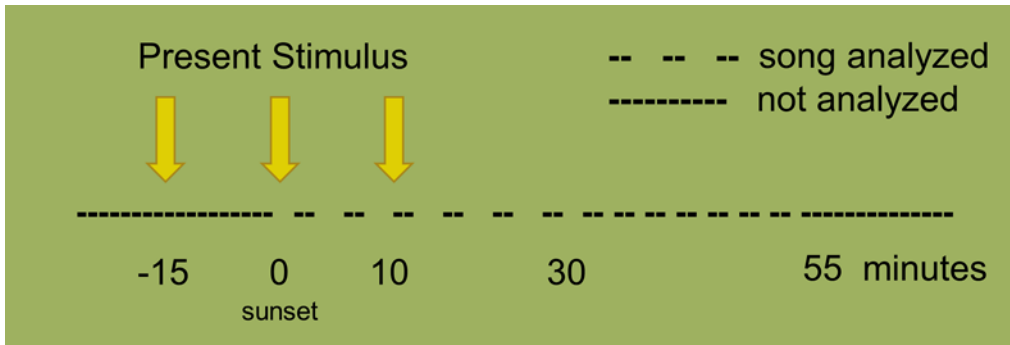 Present Stimulus
-- -- -- song analyzed
---------- not analyzed
-15 0 10 30 55 minutes
sunset